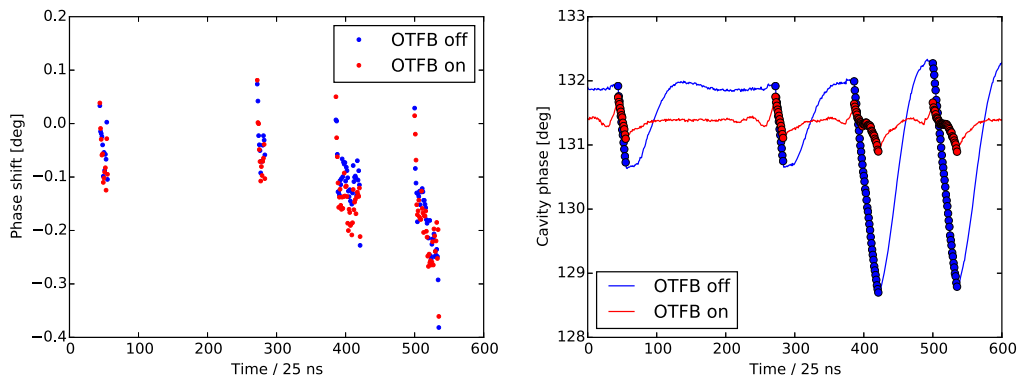 0.2
0.1
0.0
−0.1
−0.2
−0.3
−0.4
Phase shift [deg]
OTFB off
OTFB on
0 100 200 300 400 500 600
Time / 25 ns
133
132
131
130
129
128
Cavity phase [deg]
OTFB off
OTFB on
0 100 200 300 400 500 600
Time / 25 ns